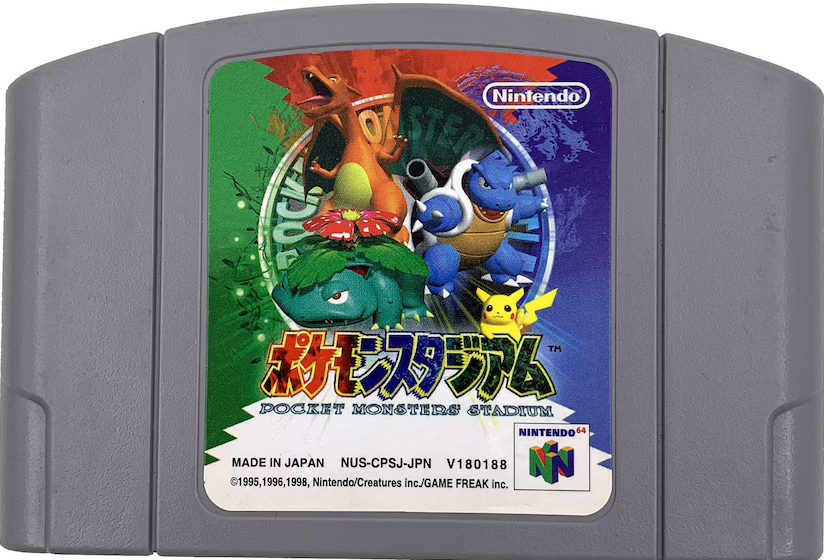 Nintendo
ポケモンスタジアム™
POCKET MONSTERS STADIUM
NINTENDO64
MADE IN JAPAN NUS-CPSJ-JPN V180188
©1995,1996,1998, Nintendo/Creatures inc./GAME FREAK inc.